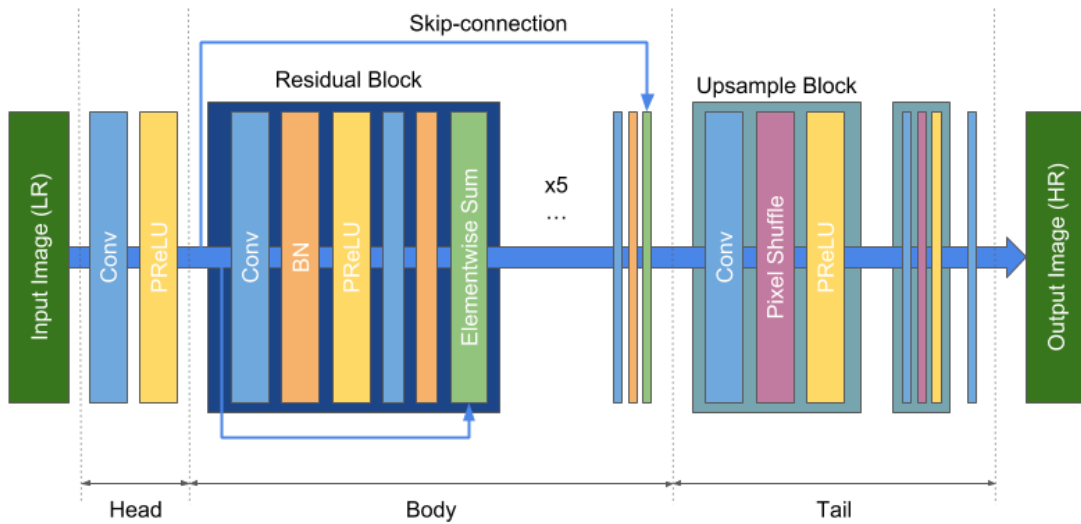 Skip-connection
Residual Block
Upsample Block
Input Image (LR)
Conv
PReLU
Conv
BN
PReLU
Elementwise Sum
x5
...
Conv
Pixel Shuffle
PReLU
Output Image (HR)
Head
Body
Tail